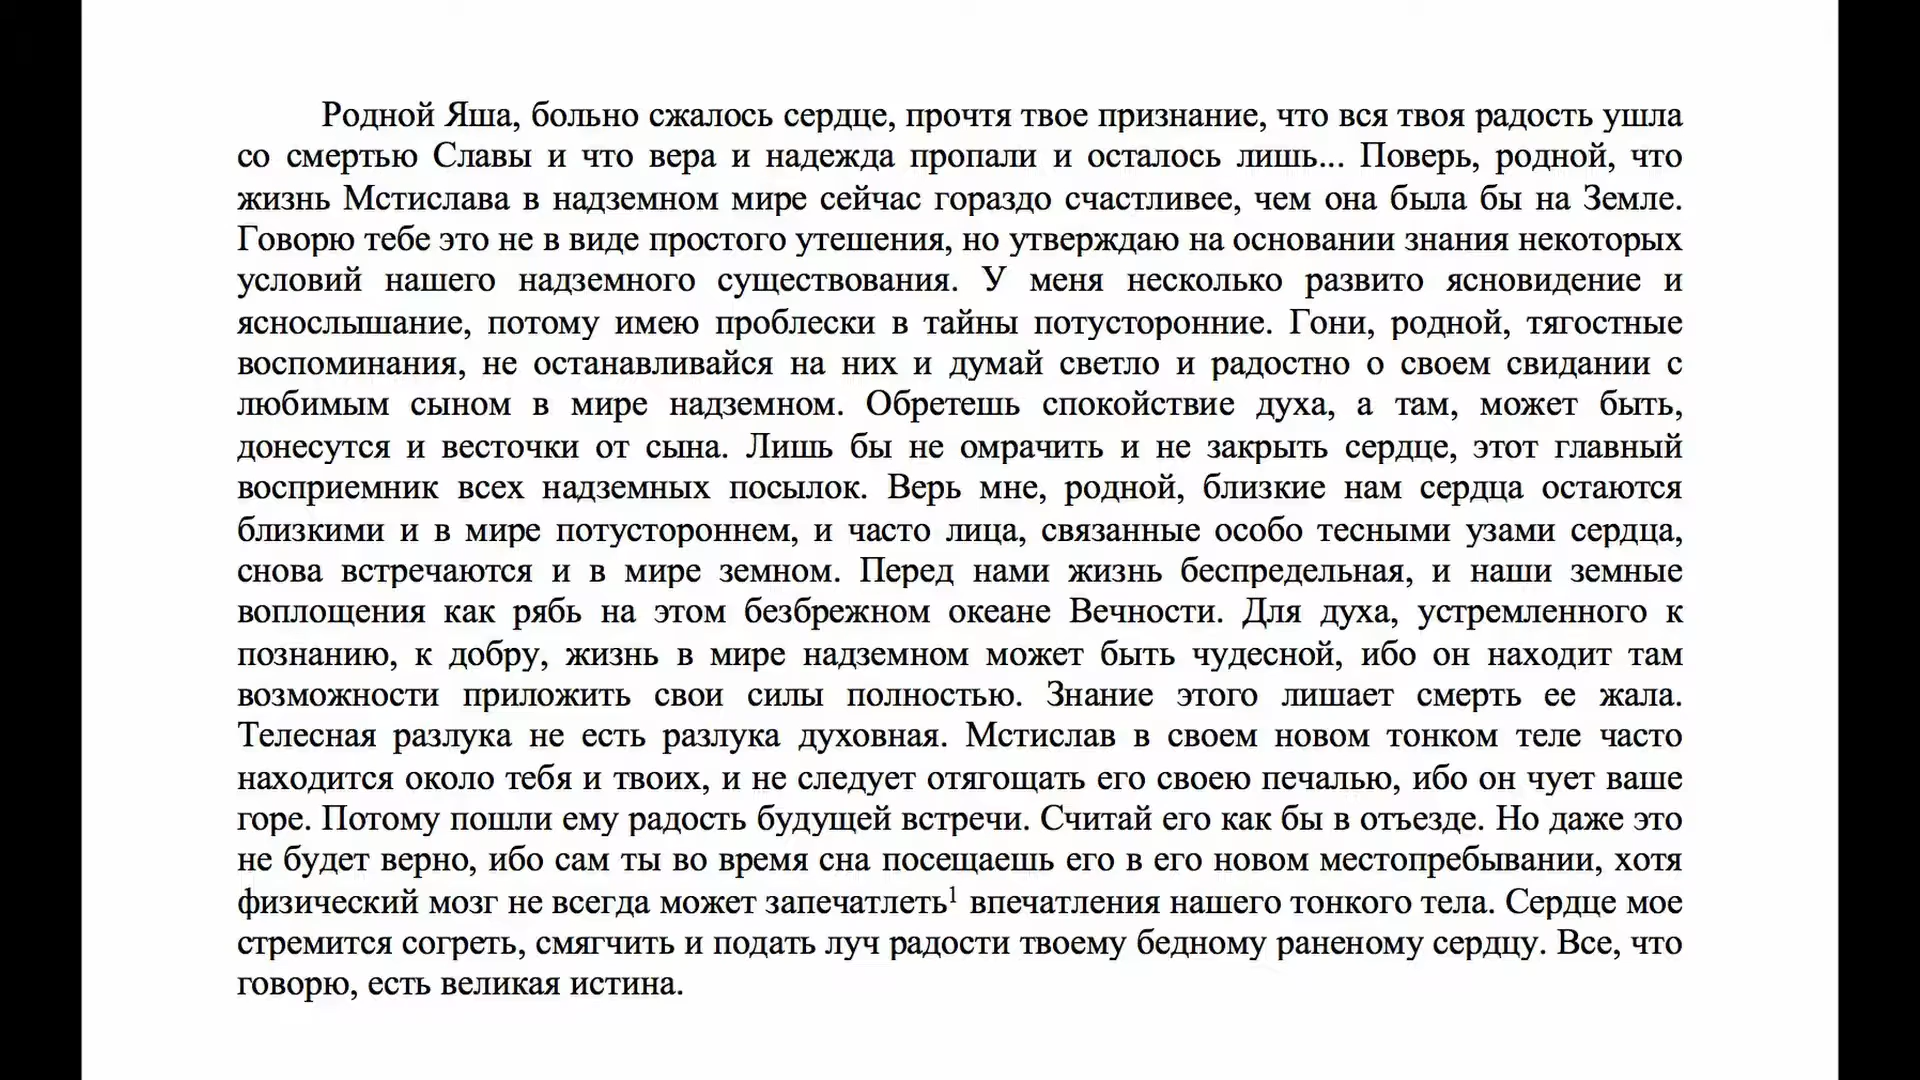 Родной Яша, больно сжалось сердце, прочтя твое признание, что вся твоя радость ушла
со смертью Славы и что вера и надежда пропали и осталось лишь... Поверь, родной, что
жизнь Мстислава в надземном мире сейчас гораздо счастливее, чем она была бы на Земле.
Говорю тебе это не в виде простого утешения, но утверждаю на основании знания некоторых
условий нашего надземного существования. У меня несколько развито ясновидение и
яснослышание, потому имею проблески в тайны потусторонние. Гони, родной, тягостные
воспоминания, не останавливайся на них и думай светло и радостно о своем свидании с
любимым сыном в мире надземном. Обретешь спокойствие духа, а там, может быть,
донесутся и весточки от сына. Лишь бы не омрачить и не закрыть сердце, этот главный
восприемник всех надземных посылок. Верь мне, родной, близкие нам сердца остаются
близкими и в мире потустороннем, и часто лица, связанные особо тесными узами сердца,
снова встречаются и в мире земном. Перед нами жизнь беспредельная, и наши земные
воплощения как рябь на этом безбрежном океане Вечности. Для духа, устремленного к
познанию, к добру, жизнь в мире надземном может быть чудесной, ибо он находит там
возможности приложить свои силы полностью. Знание этого лишает смерть ее жала.
Телесная разлука не есть разлука духовная. Мстислав в своем новом тонком теле часто
находится около тебя и твоих, и не следует отягощать его своею печалью, ибо он чует ваше
горе. Потому пошли ему радость будущей встречи. Считай его как бы в отъезде. Но даже это
не будет верно, ибо сам ты во время сна посещаешь его в его новом местопребывании, хотя
физический мозг не всегда может запечатлеть¹ впечатления нашего тонкого тела. Сердце мое
стремится согреть, смягчить и подать луч радости твоему бедному раненому сердцу. Все, что
говорю, есть великая истина.